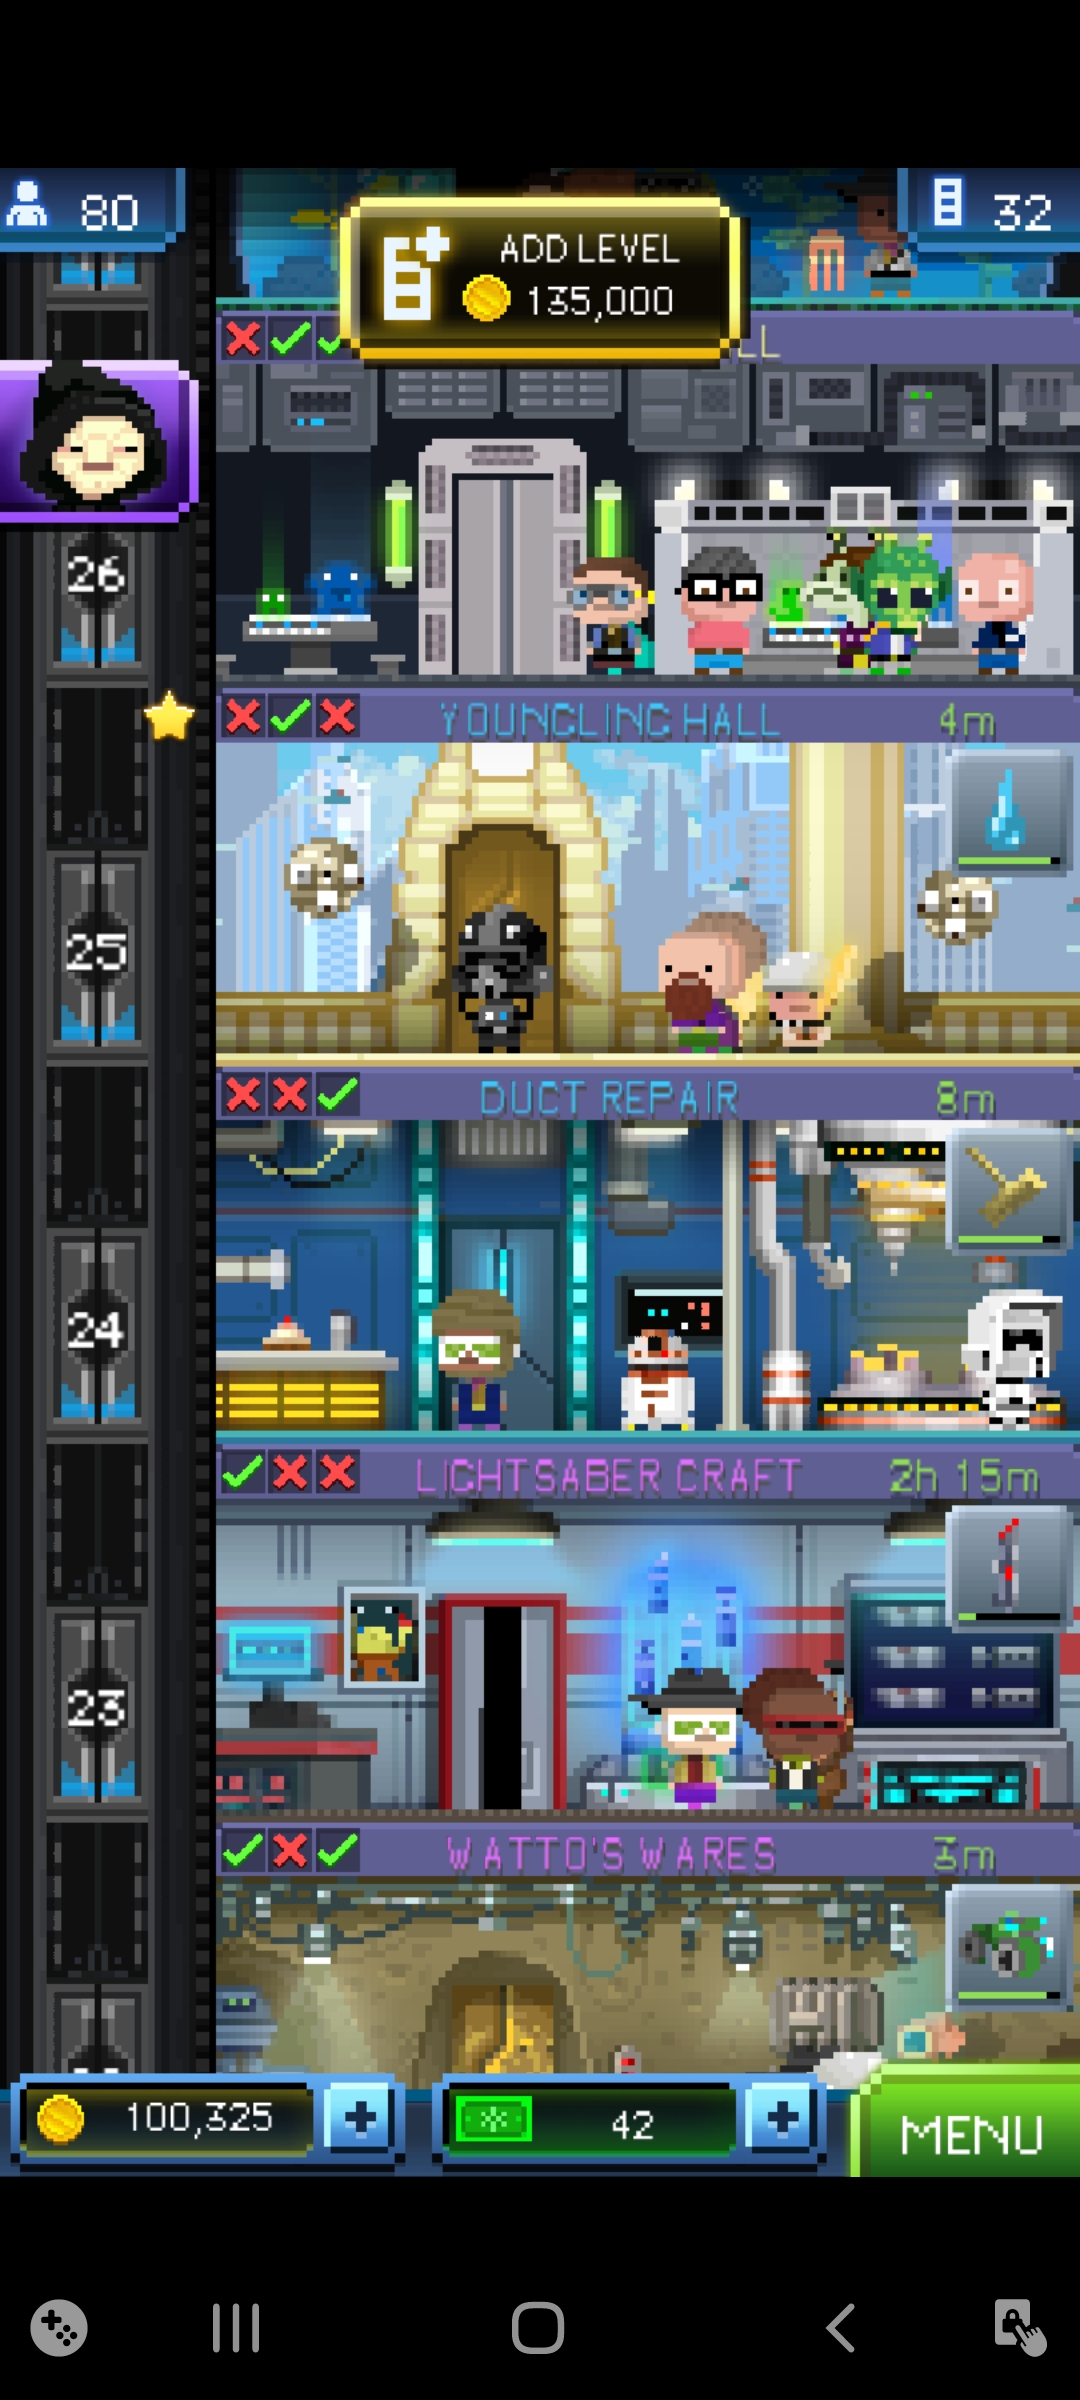 80
32
ADD LEVEL
135,000
LL
26
YOUNGLING HALL 4m
25
DUCT REPAIR 8m
24
LIGHTSABER CRAFT 2h 15m
23
WATTO'S WARES 3m
100,325
42
MENU